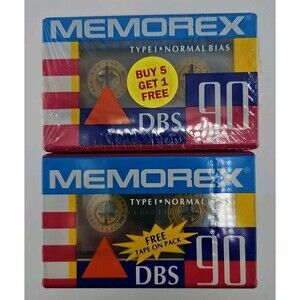 MEMOREX
TYPE I • NORMAL BIAS
BUY 5
GET 1
FREE
DBS 90
MEMOREX®
TYPE I • NORMAL BIAS
FREE
TAPE ON PACK
DBS 90